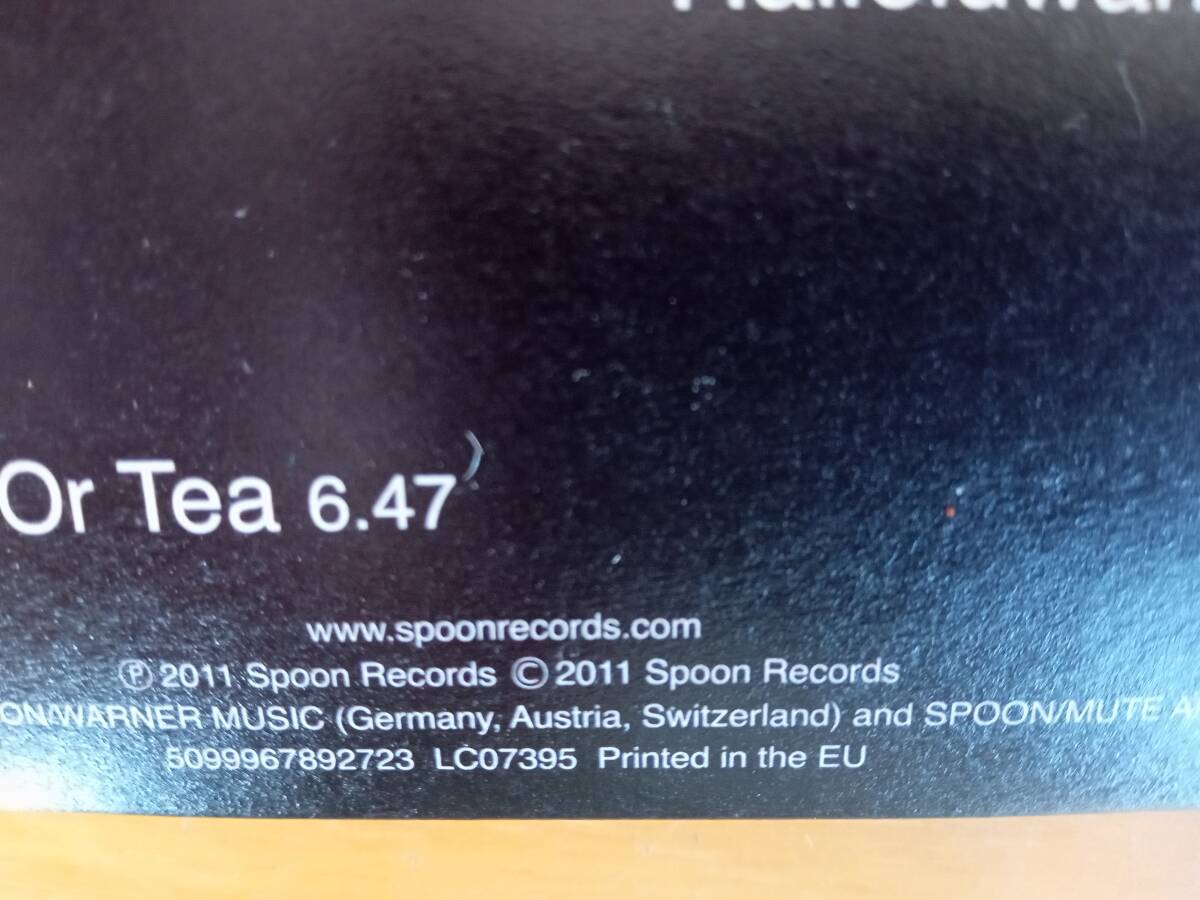 Or Tea 6.47
www.spoonrecords.com
℗ 2011 Spoon Records © 2011 Spoon Records
ON/WARNER MUSIC (Germany, Austria, Switzerland) and SPOON/MUTE A
5099967892723 LC07395 Printed in the EU